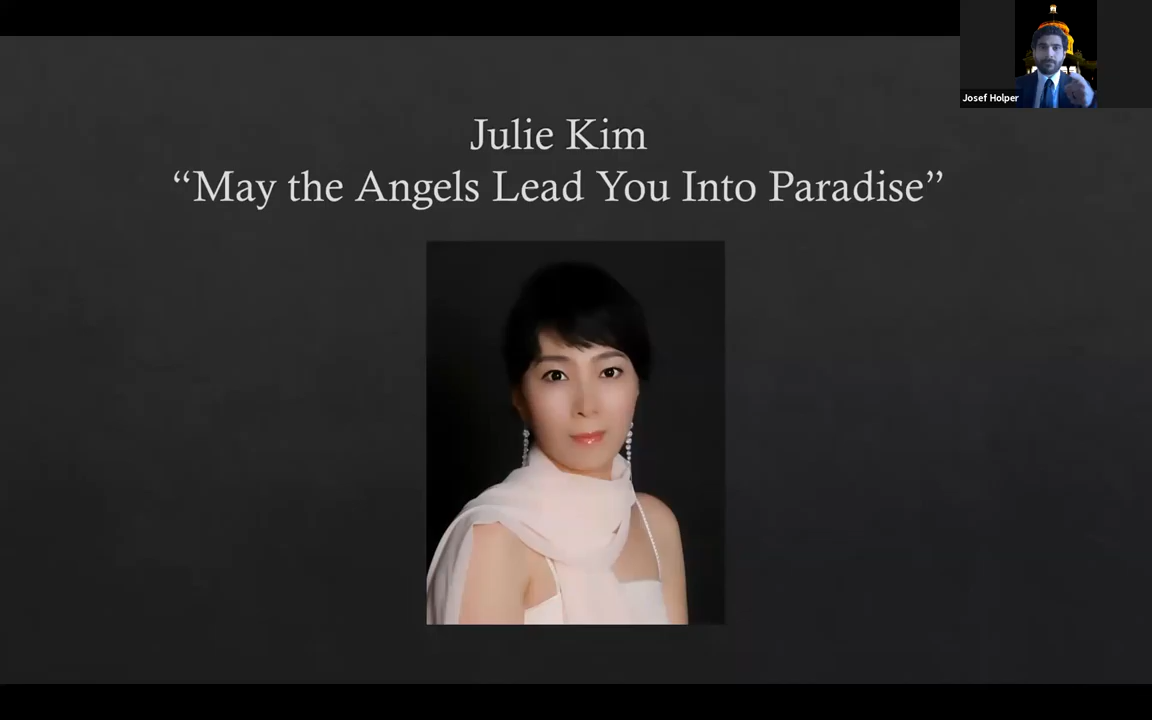 Julie Kim
“May the Angels Lead You Into Paradise”
Josef Holper